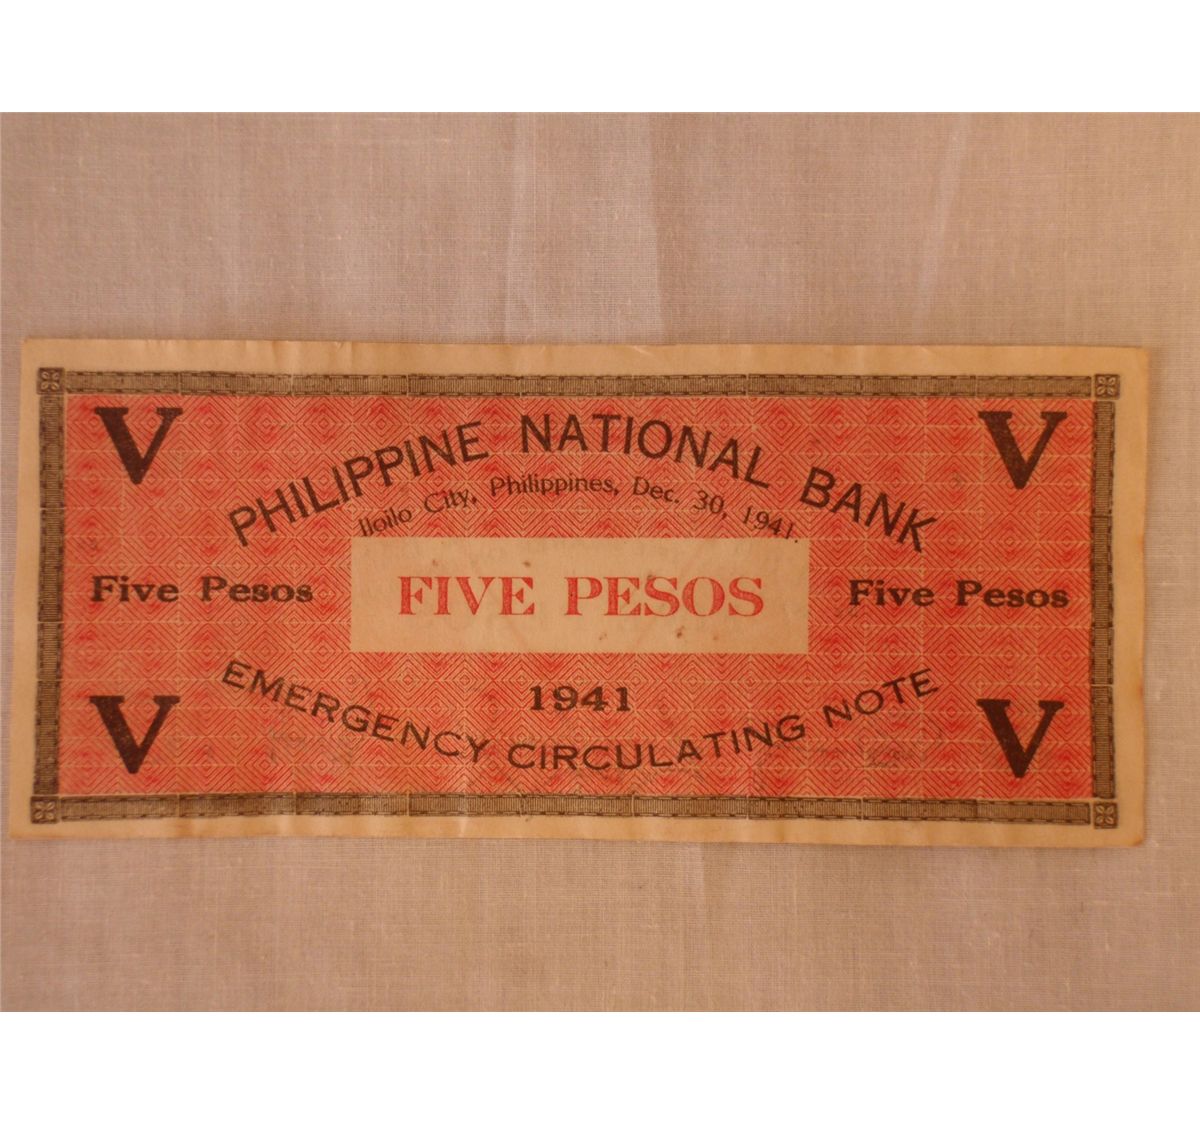 V V
PHILIPPINE NATIONAL BANK
Iloilo City, Philippines, Dec. 30, 1941.
Five Pesos FIVE PESOS Five Pesos
1941
EMERGENCY CIRCULATING NOTE
V V